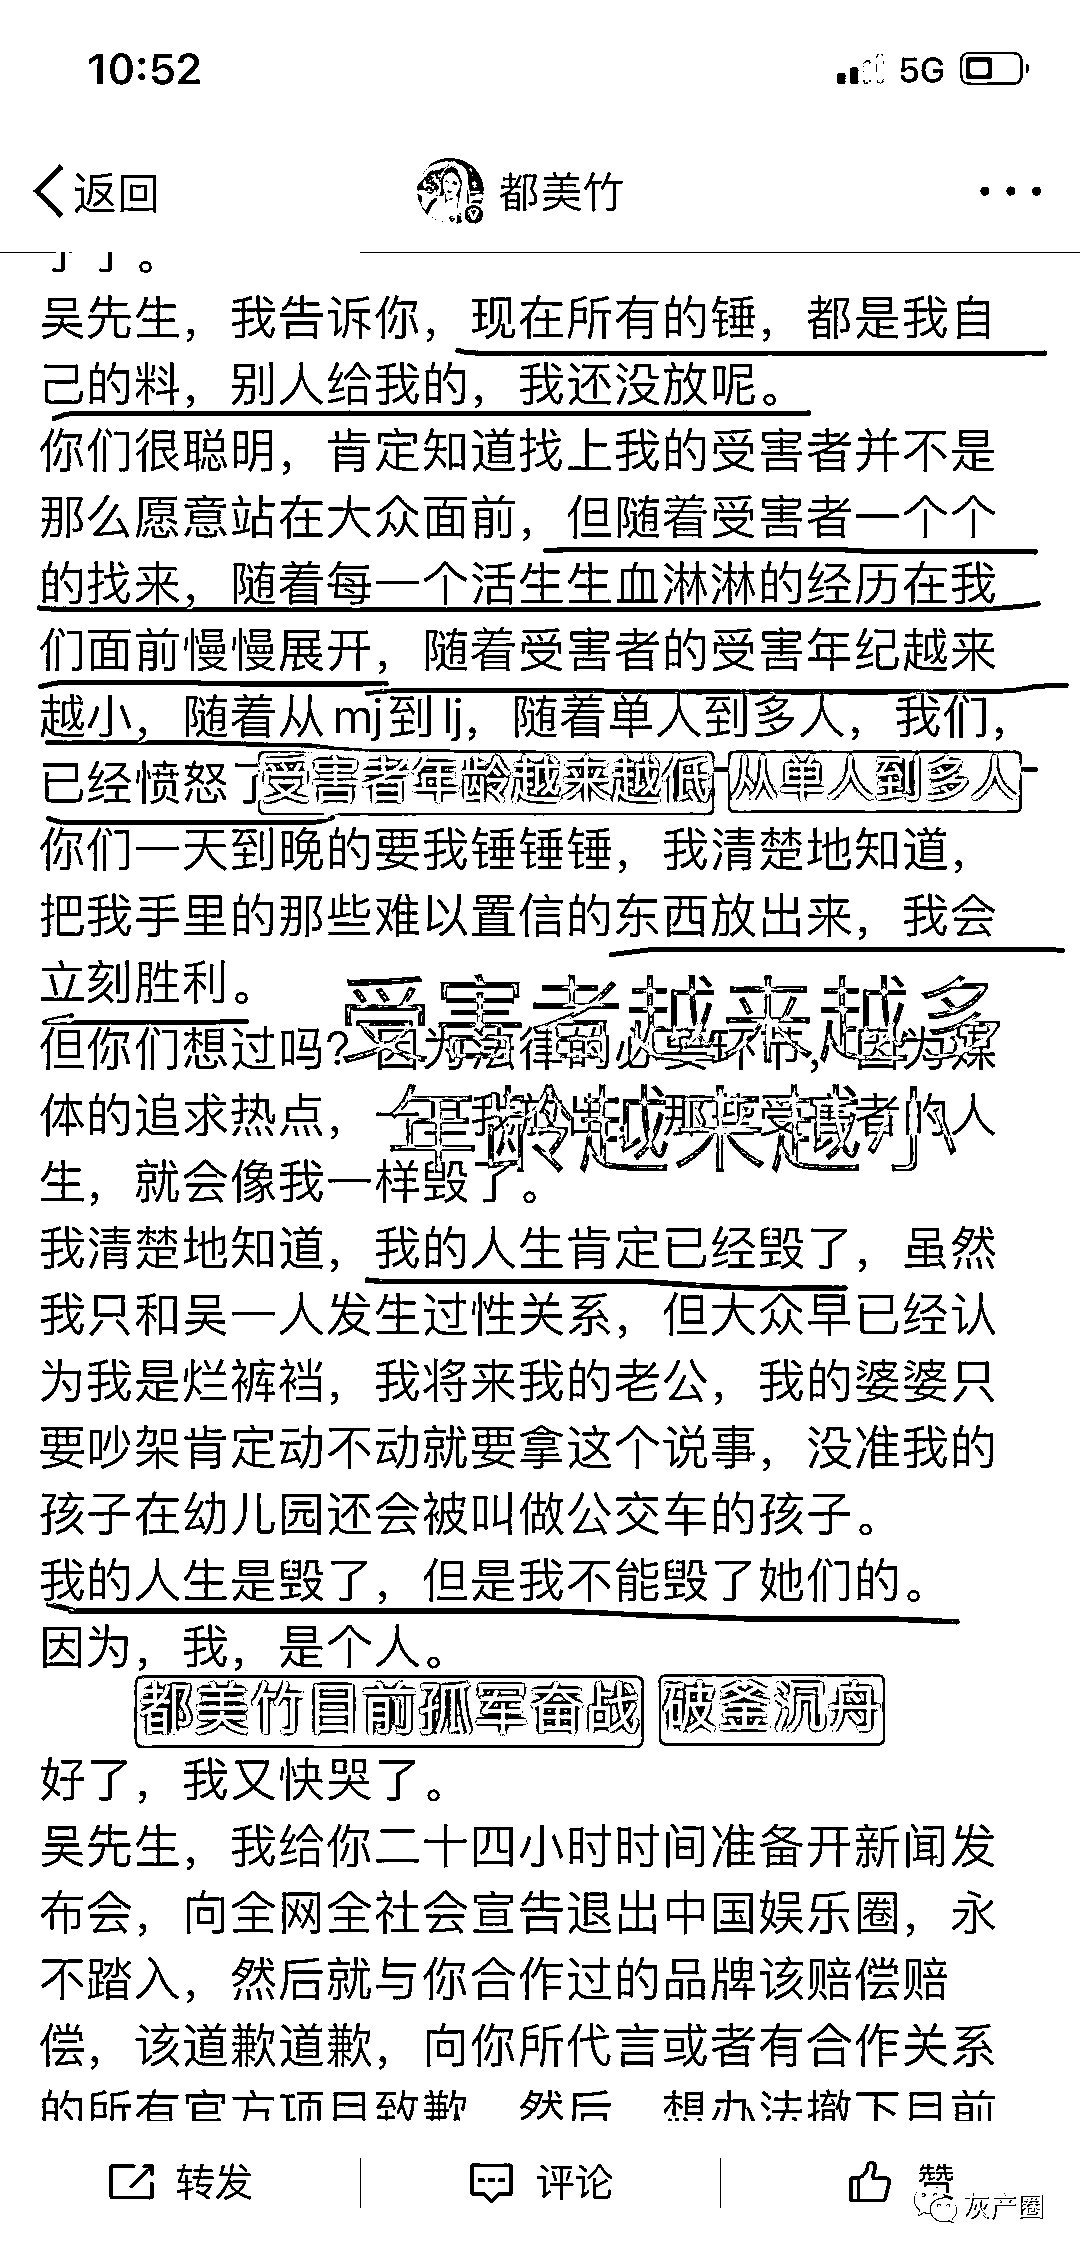 10:52
5G
返回
都美竹
吴先生，我告诉你，现在所有的锤，都是我自
己的料，别人给我的，我还没放呢。
你们很聪明，肯定知道找上我的受害者并不是
那么愿意站在大众面前，但随着受害者一个个
的找来，随着每一个活生生血淋淋的经历在我
们面前慢慢展开，随着受害者的受害年纪越来
越小，随着从mj到lj，随着单人到多人，我们，
已经愤怒了
受害者年龄越来越低
从单人到多人
你们一天到晚的要我锤锤锤，我清楚地知道，
把我手里的那些难以置信的东西放出来，我会
立刻胜利。
受害者越来越多
但你们想过吗？因为法律的必要环节，因为媒
年龄越来越小
体的追求热点，我 那些受 者的人
生，就会像我一样毁了。
我清楚地知道，我的人生肯定已经毁了，虽然
我只和吴一人发生过性关系，但大众早已经认
为我是烂裤裆，我将来我的老公，我的婆婆只
要吵架肯定动不动就要拿这个说事，没准我的
孩子在幼儿园还会被叫做公交车的孩子。
我的人生是毁了，但是我不能毁了她们的。
因为，我，是个人。
都美竹目前孤军奋战
破釜沉舟
好了，我又快哭了。
吴先生，我给你二十四小时时间准备开新闻发
布会，向全网全社会宣告退出中国娱乐圈，永
不踏入，然后就与你合作过的品牌该赔偿赔
偿，该道歉道歉，向你所代言或者有合作关系
的所有官方项目致歉，然后，想办法撤下目前
转发
评论
赞
灰产圈